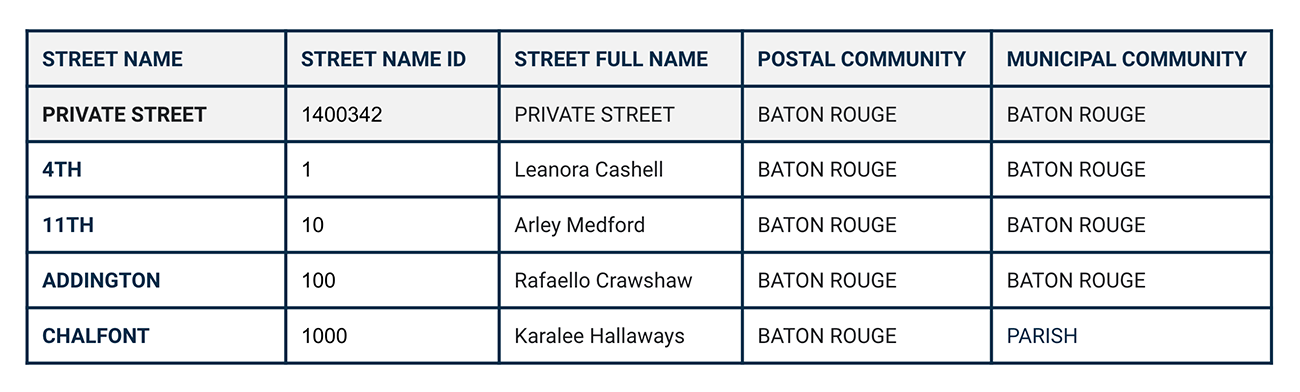 STREET NAME STREET NAME ID STREET FULL NAME POSTAL COMMUNITY MUNICIPAL COMMUNITY
PRIVATE STREET 1400342 PRIVATE STREET BATON ROUGE BATON ROUGE
4TH 1 Leanora Cashell BATON ROUGE BATON ROUGE
11TH 10 Arley Medford BATON ROUGE BATON ROUGE
ADDINGTON 100 Rafaello Crawshaw BATON ROUGE BATON ROUGE
CHALFONT 1000 Karalee Hallaways BATON ROUGE PARISH